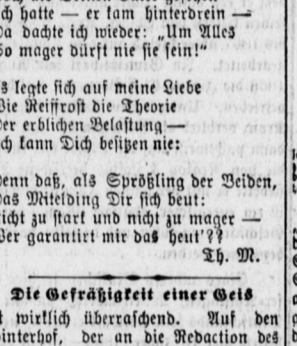 ch hatte — er kam hinterdrein —
Da dachte ich wieder: „Um Alles
So mager dürft nie sie sein!“
s legte sich auf meine Liebe
Wie Reiffrost die Theorie
Der erblichen Belastung —
ch kann Dich besitzen nie:
Denn daß, als Sprößling der Beiden,
Das Mitelding Dir sich beut:
Nicht zu stark und nicht zu mager —
Wer garantirt mir das heut'??
Th. M.
Die Gefräßigkeit einer Geis
t wirklich überraschend. Auf den
Hinterhof, der an die Redaction des